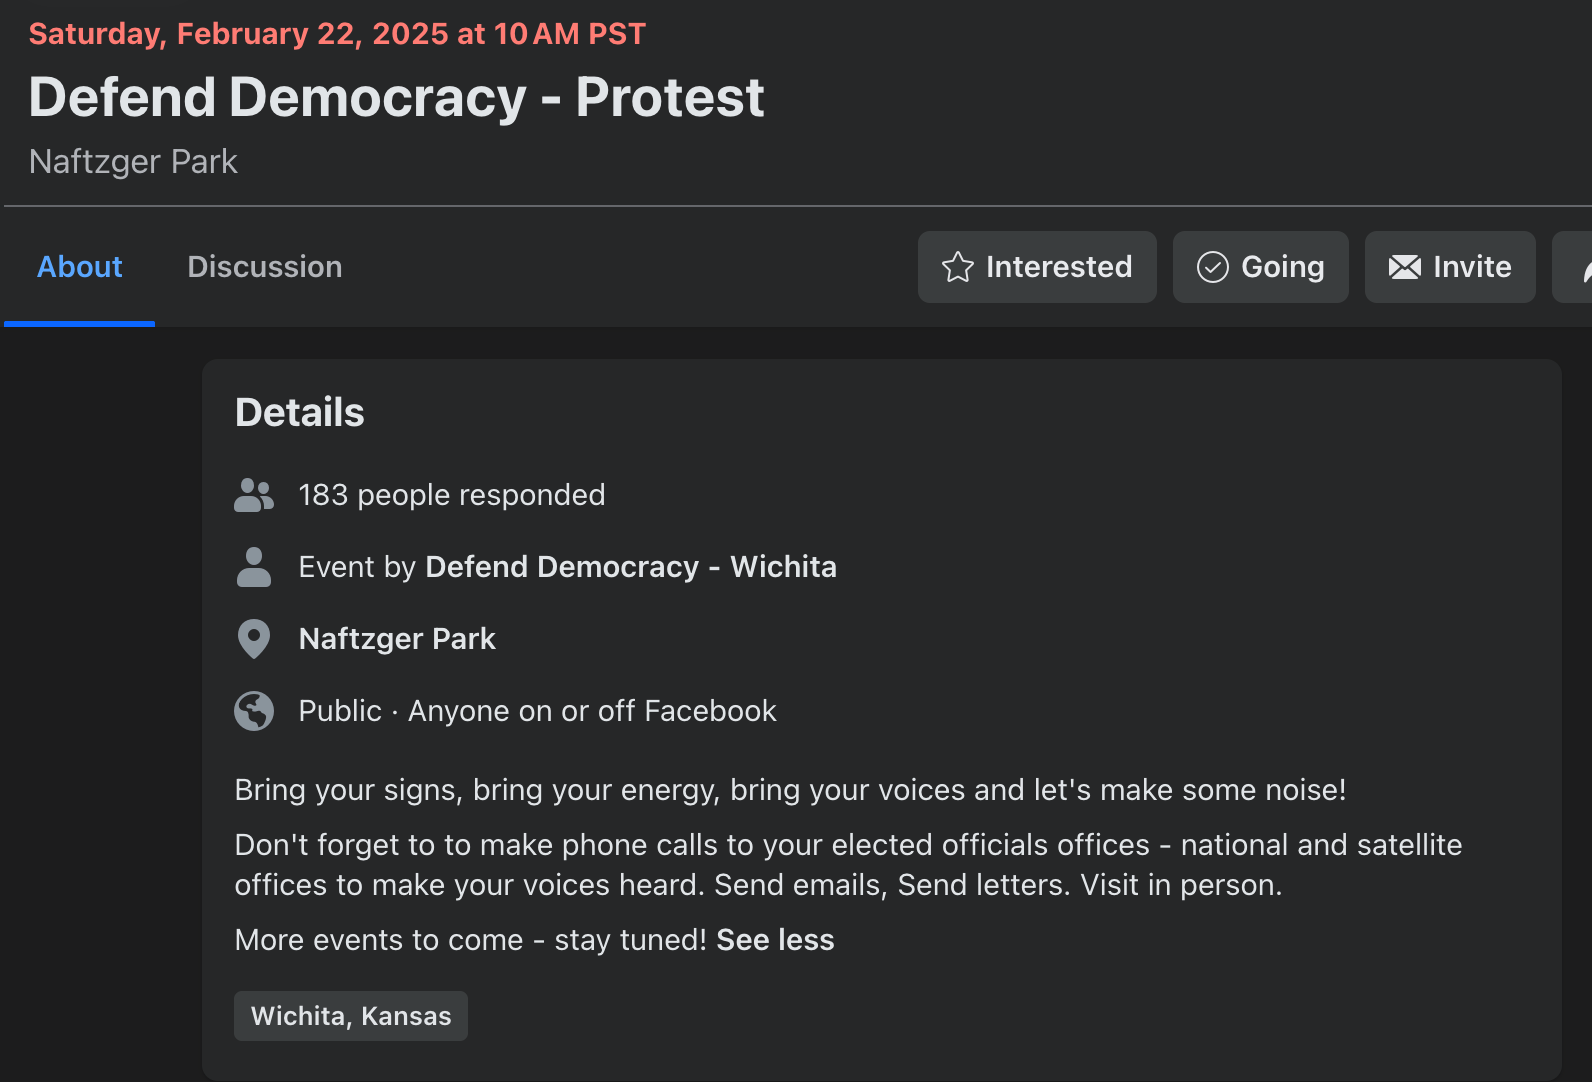 Saturday, February 22, 2025 at 10 AM PST
Defend Democracy - Protest
Naftzger Park
About
Discussion
Interested
Going
Invite
Details
183 people responded
Event by Defend Democracy - Wichita
Naftzger Park
Public · Anyone on or off Facebook
Bring your signs, bring your energy, bring your voices and let's make some noise!
Don't forget to to make phone calls to your elected officials offices - national and satellite
offices to make your voices heard. Send emails, Send letters. Visit in person.
More events to come - stay tuned! See less
Wichita, Kansas